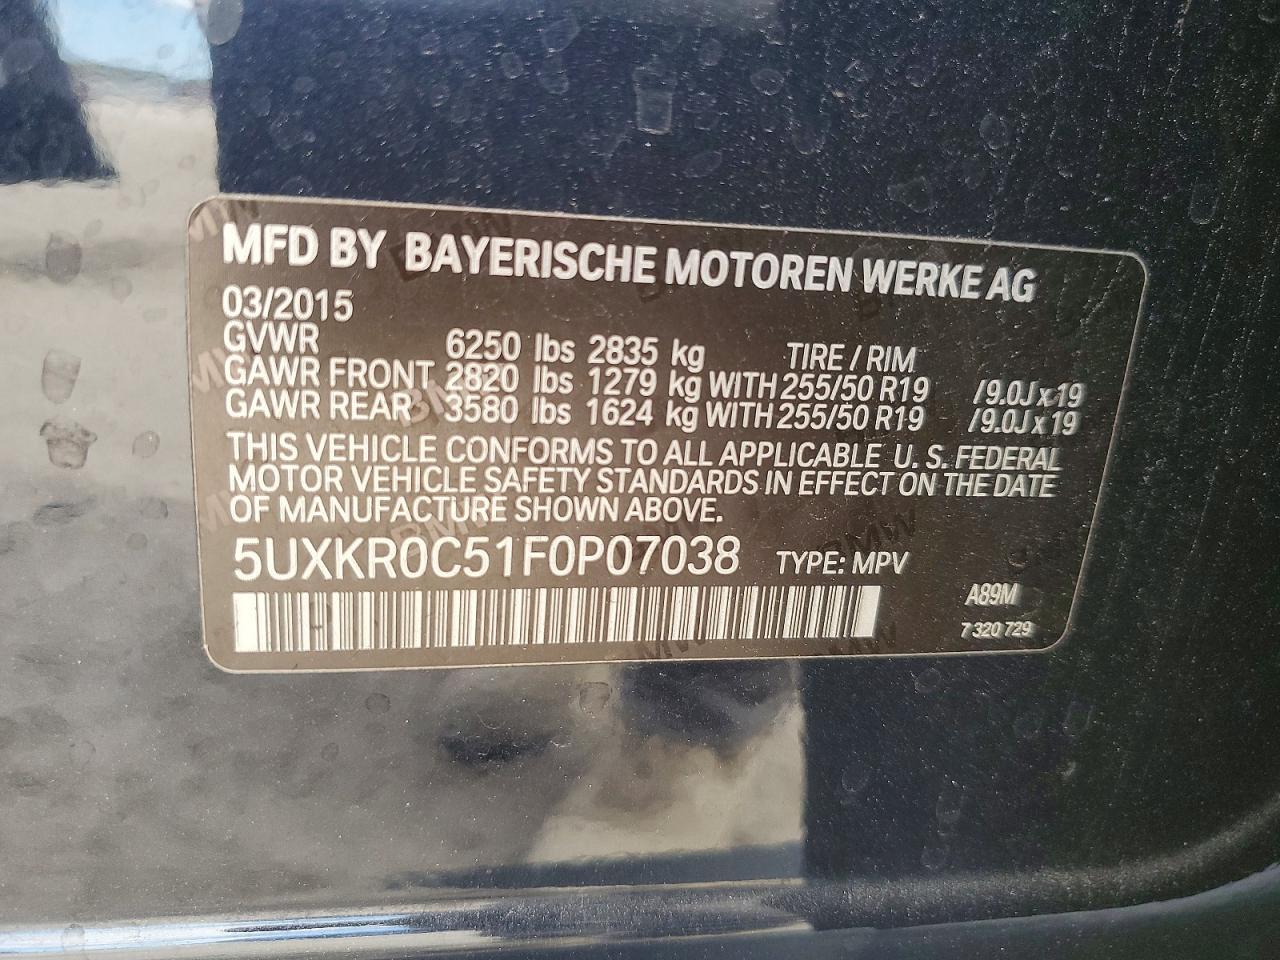 MFD BY BAYERISCHE MOTOREN WERKE AG
03/2015
GVWR 6250 lbs 2835 kg TIRE / RIM
GAWR FRONT 2820 lbs 1279 kg WITH 255/50 R19 /9.0J x 19
GAWR REAR 3580 lbs 1624 kg WITH 255/50 R19 /9.0J x 19
THIS VEHICLE CONFORMS TO ALL APPLICABLE U. S. FEDERAL
MOTOR VEHICLE SAFETY STANDARDS IN EFFECT ON THE DATE
OF MANUFACTURE SHOWN ABOVE.
5UXKR0C51F0P07038 TYPE: MPV
A89M
7 320 729